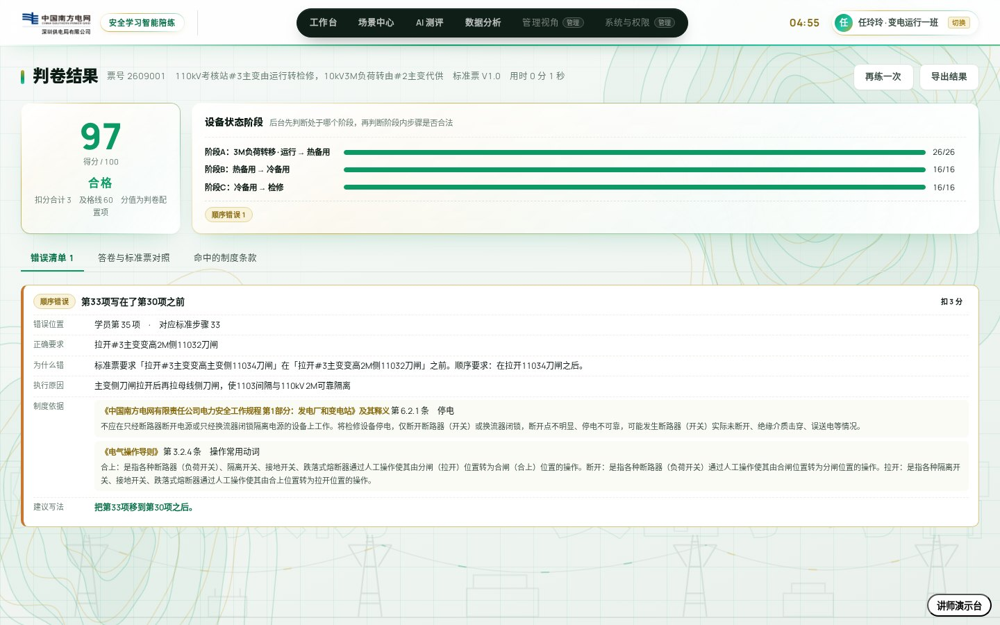 中国南方电网
CHINA SOUTHERN POWER GRID
深圳供电局有限公司
安全学习智能陪练
工作台 场景中心 AI 测评 数据分析 管理视角 管理 系统与权限 管理
04:55
任 任玲玲 · 变电运行一班 切换
判卷结果 票号 2609001 110kV考核站#3主变由运行转检修，10kV3M负荷转由#2主变代供 标准票 V1.0 用时 0 分 1 秒
再练一次 导出结果
97
得分 / 100
合格
扣分合计 3 及格线 60 分值为判卷配
置项
设备状态阶段 后台先判断处于哪个阶段，再判断阶段内步骤是否合法
阶段A：3M负荷转移 · 运行 → 热备用 26/26
阶段B：热备用 → 冷备用 16/16
阶段C：冷备用 → 检修 16/16
顺序错误 1
错误清单 1 答卷与标准票对照 命中的制度条款
顺序错误 第33项写在了第30项之前 扣 3 分
错误位置 学员第 35 项 · 对应标准步骤 33
正确要求 拉开#3主变变高2M侧11032刀闸
为什么错 标准票要求「拉开#3主变变高主变侧11034刀闸」在「拉开#3主变变高2M侧11032刀闸」之前。顺序要求：在拉开11034刀闸之后。
执行原因 主变侧刀闸拉开后再拉母线侧刀闸，使1103间隔与110kV 2M可靠隔离
制度依据 《中国南方电网有限责任公司电力安全工作规程 第1部分：发电厂和变电站》及其释义 第 6.2.1 条 停电
不应在只经断路器断开电源或只经换流器闭锁隔离电源的设备上工作。将检修设备停电，仅断开断路器（开关）或换流器闭锁，断开点不明显、停电不可靠，可能发生断路器（开关）实际未断开、绝缘介质击穿、误送电等情况。
《电气操作导则》 第 3.2.4 条 操作常用动词
合上：是指各种断路器（负荷开关）、隔离开关、接地开关、跌落式熔断器通过人工操作使其由分闸（拉开）位置转为合闸（合上）位置的操作。断开：是指各种断路器（负荷开关）通过人工操作使其由合闸位置转为分闸位置的操作。拉开：是指各种隔离开
关、接地开关、跌落式熔断器通过人工操作使其由合上位置转为拉开位置的操作。
建议写法 把第33项移到第30项之后。
讲师演示台